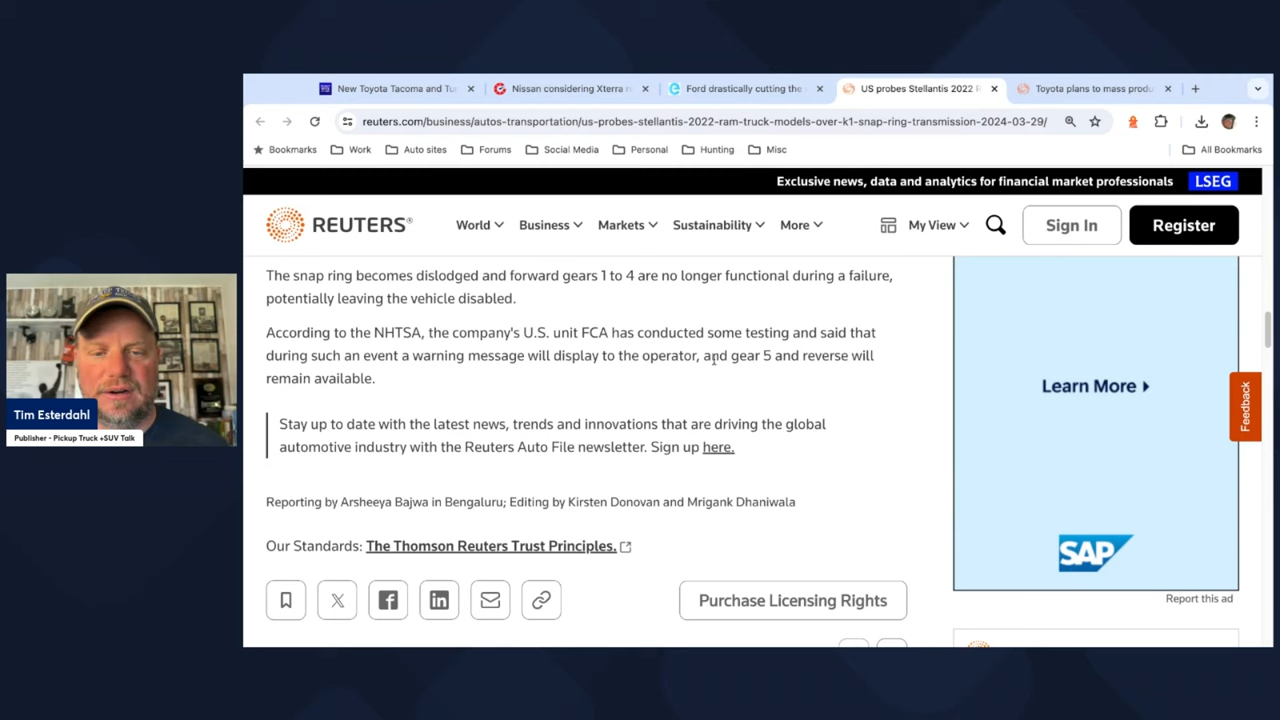 New Toyota Tacoma and Tu
Nissan considering Xterra r
Ford drastically cutting the
US probes Stellantis 2022 R
Toyota plans to mass produ
reuters.com/business/autos-transportation/us-probes-stellantis-2022-ram-truck-models-over-k1-snap-ring-transmission-2024-03-29/
Bookmarks Work Auto sites Forums Social Media Personal Hunting Misc All Bookmarks
Exclusive news, data and analytics for financial market professionals LSEG
REUTERS® World Business Markets Sustainability More My View Sign In Register
The snap ring becomes dislodged and forward gears 1 to 4 are no longer functional during a failure,
potentially leaving the vehicle disabled.
According to the NHTSA, the company's U.S. unit FCA has conducted some testing and said that
during such an event a warning message will display to the operator, and gear 5 and reverse will
remain available.
Stay up to date with the latest news, trends and innovations that are driving the global
automotive industry with the Reuters Auto File newsletter. Sign up here.
Reporting by Arsheeya Bajwa in Bengaluru; Editing by Kirsten Donovan and Mrigank Dhaniwala
Our Standards: The Thomson Reuters Trust Principles.
Purchase Licensing Rights
Learn More
SAP
Report this ad
Feedback
Tim Esterdahl
Publisher - Pickup Truck +SUV Talk